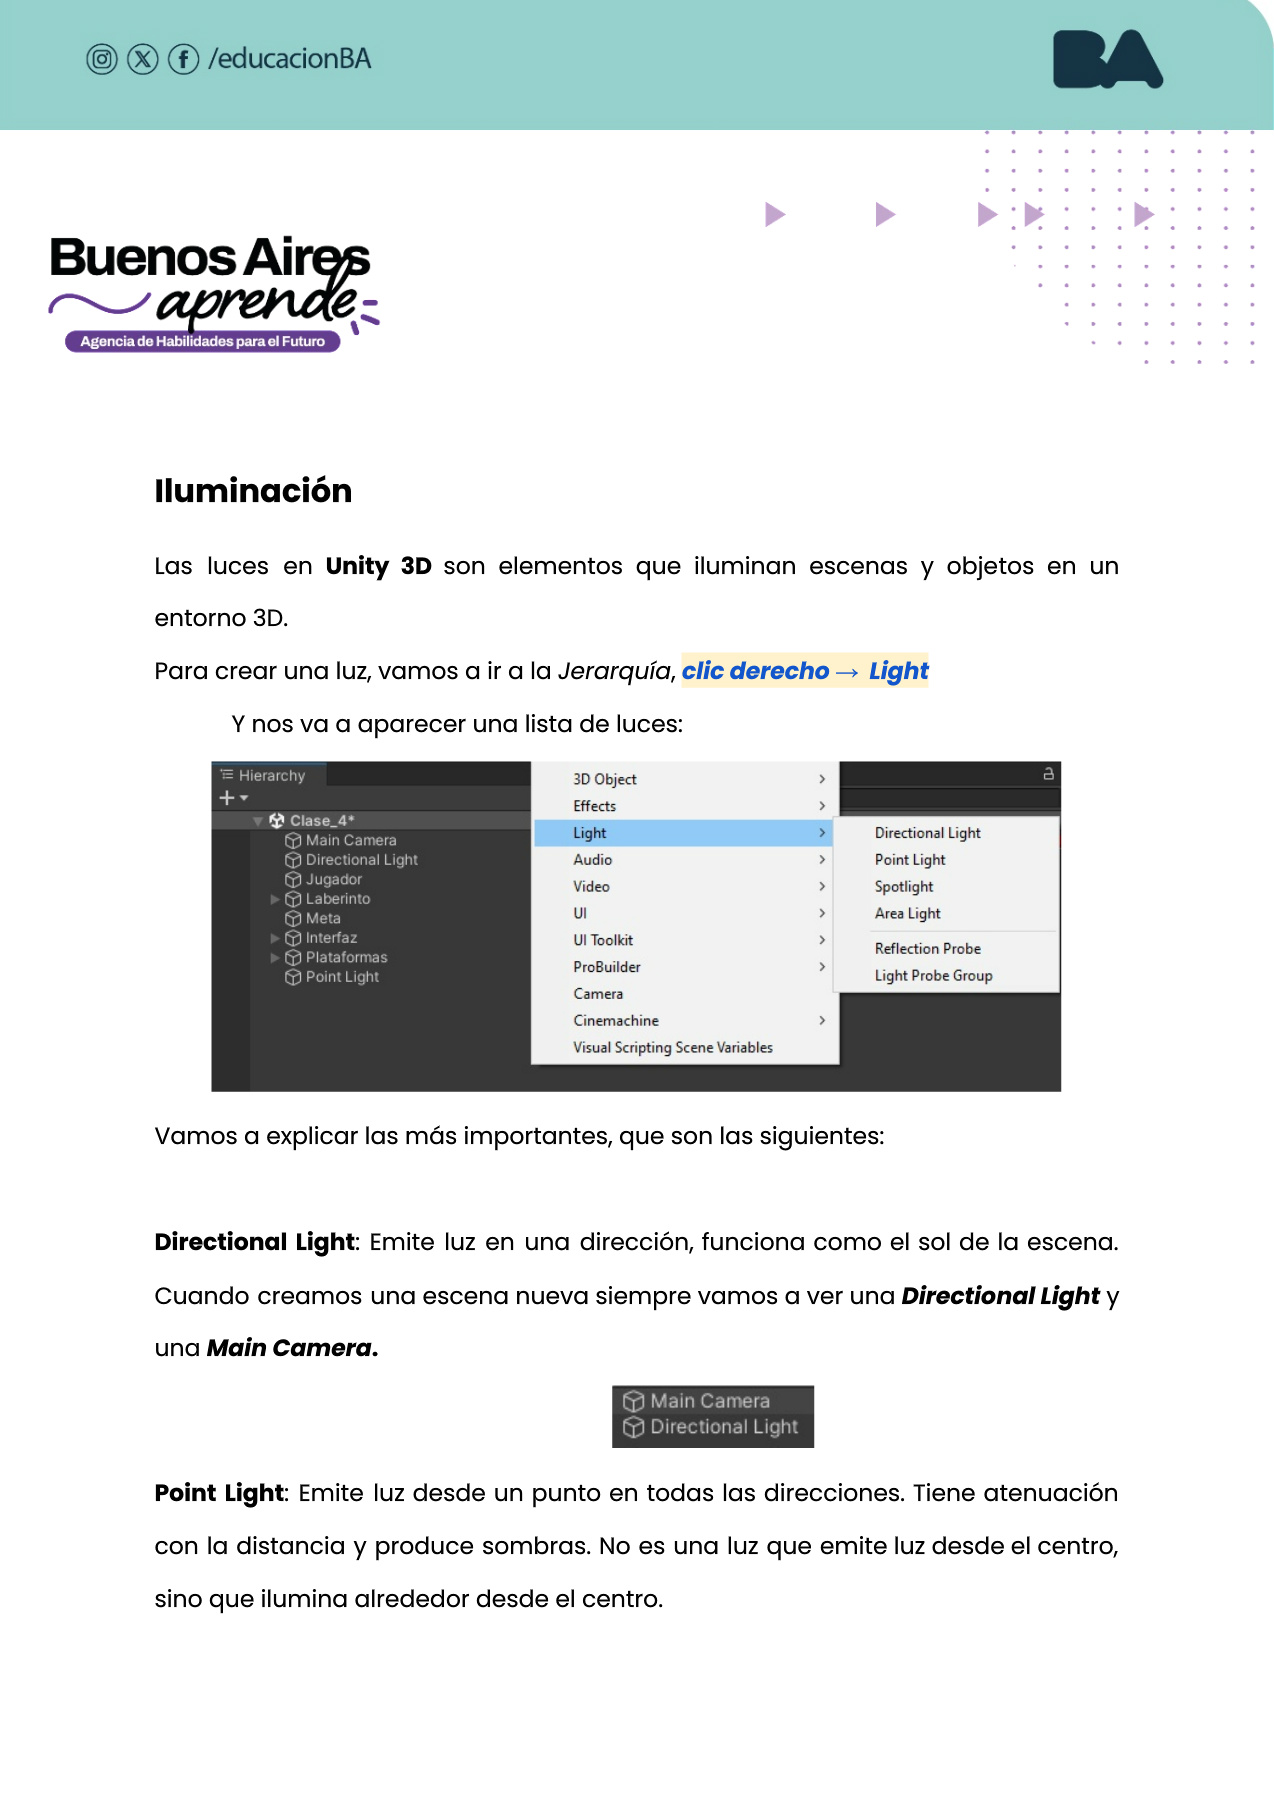 /educacionBA
BA
Buenos Aires
aprende
Agencia de Habilidades para el Futuro
Iluminación
Las luces en Unity 3D son elementos que iluminan escenas y objetos en un
entorno 3D.
Para crear una luz, vamos a ir a la Jerarquía, clic derecho → Light
Y nos va a aparecer una lista de luces:
Hierarchy
Clase_4*
Main Camera
Directional Light
Jugador
Laberinto
Meta
Interfaz
Plataformas
Point Light
3D Object
Effects
Light
Audio
Video
UI
UI Toolkit
ProBuilder
Camera
Cinemachine
Visual Scripting Scene Variables
Directional Light
Point Light
Spotlight
Area Light
Reflection Probe
Light Probe Group
Vamos a explicar las más importantes, que son las siguientes:
Directional Light: Emite luz en una dirección, funciona como el sol de la escena.
Cuando creamos una escena nueva siempre vamos a ver una Directional Light y
una Main Camera.
Main Camera
Directional Light
Point Light: Emite luz desde un punto en todas las direcciones. Tiene atenuación
con la distancia y produce sombras. No es una luz que emite luz desde el centro,
sino que ilumina alrededor desde el centro.